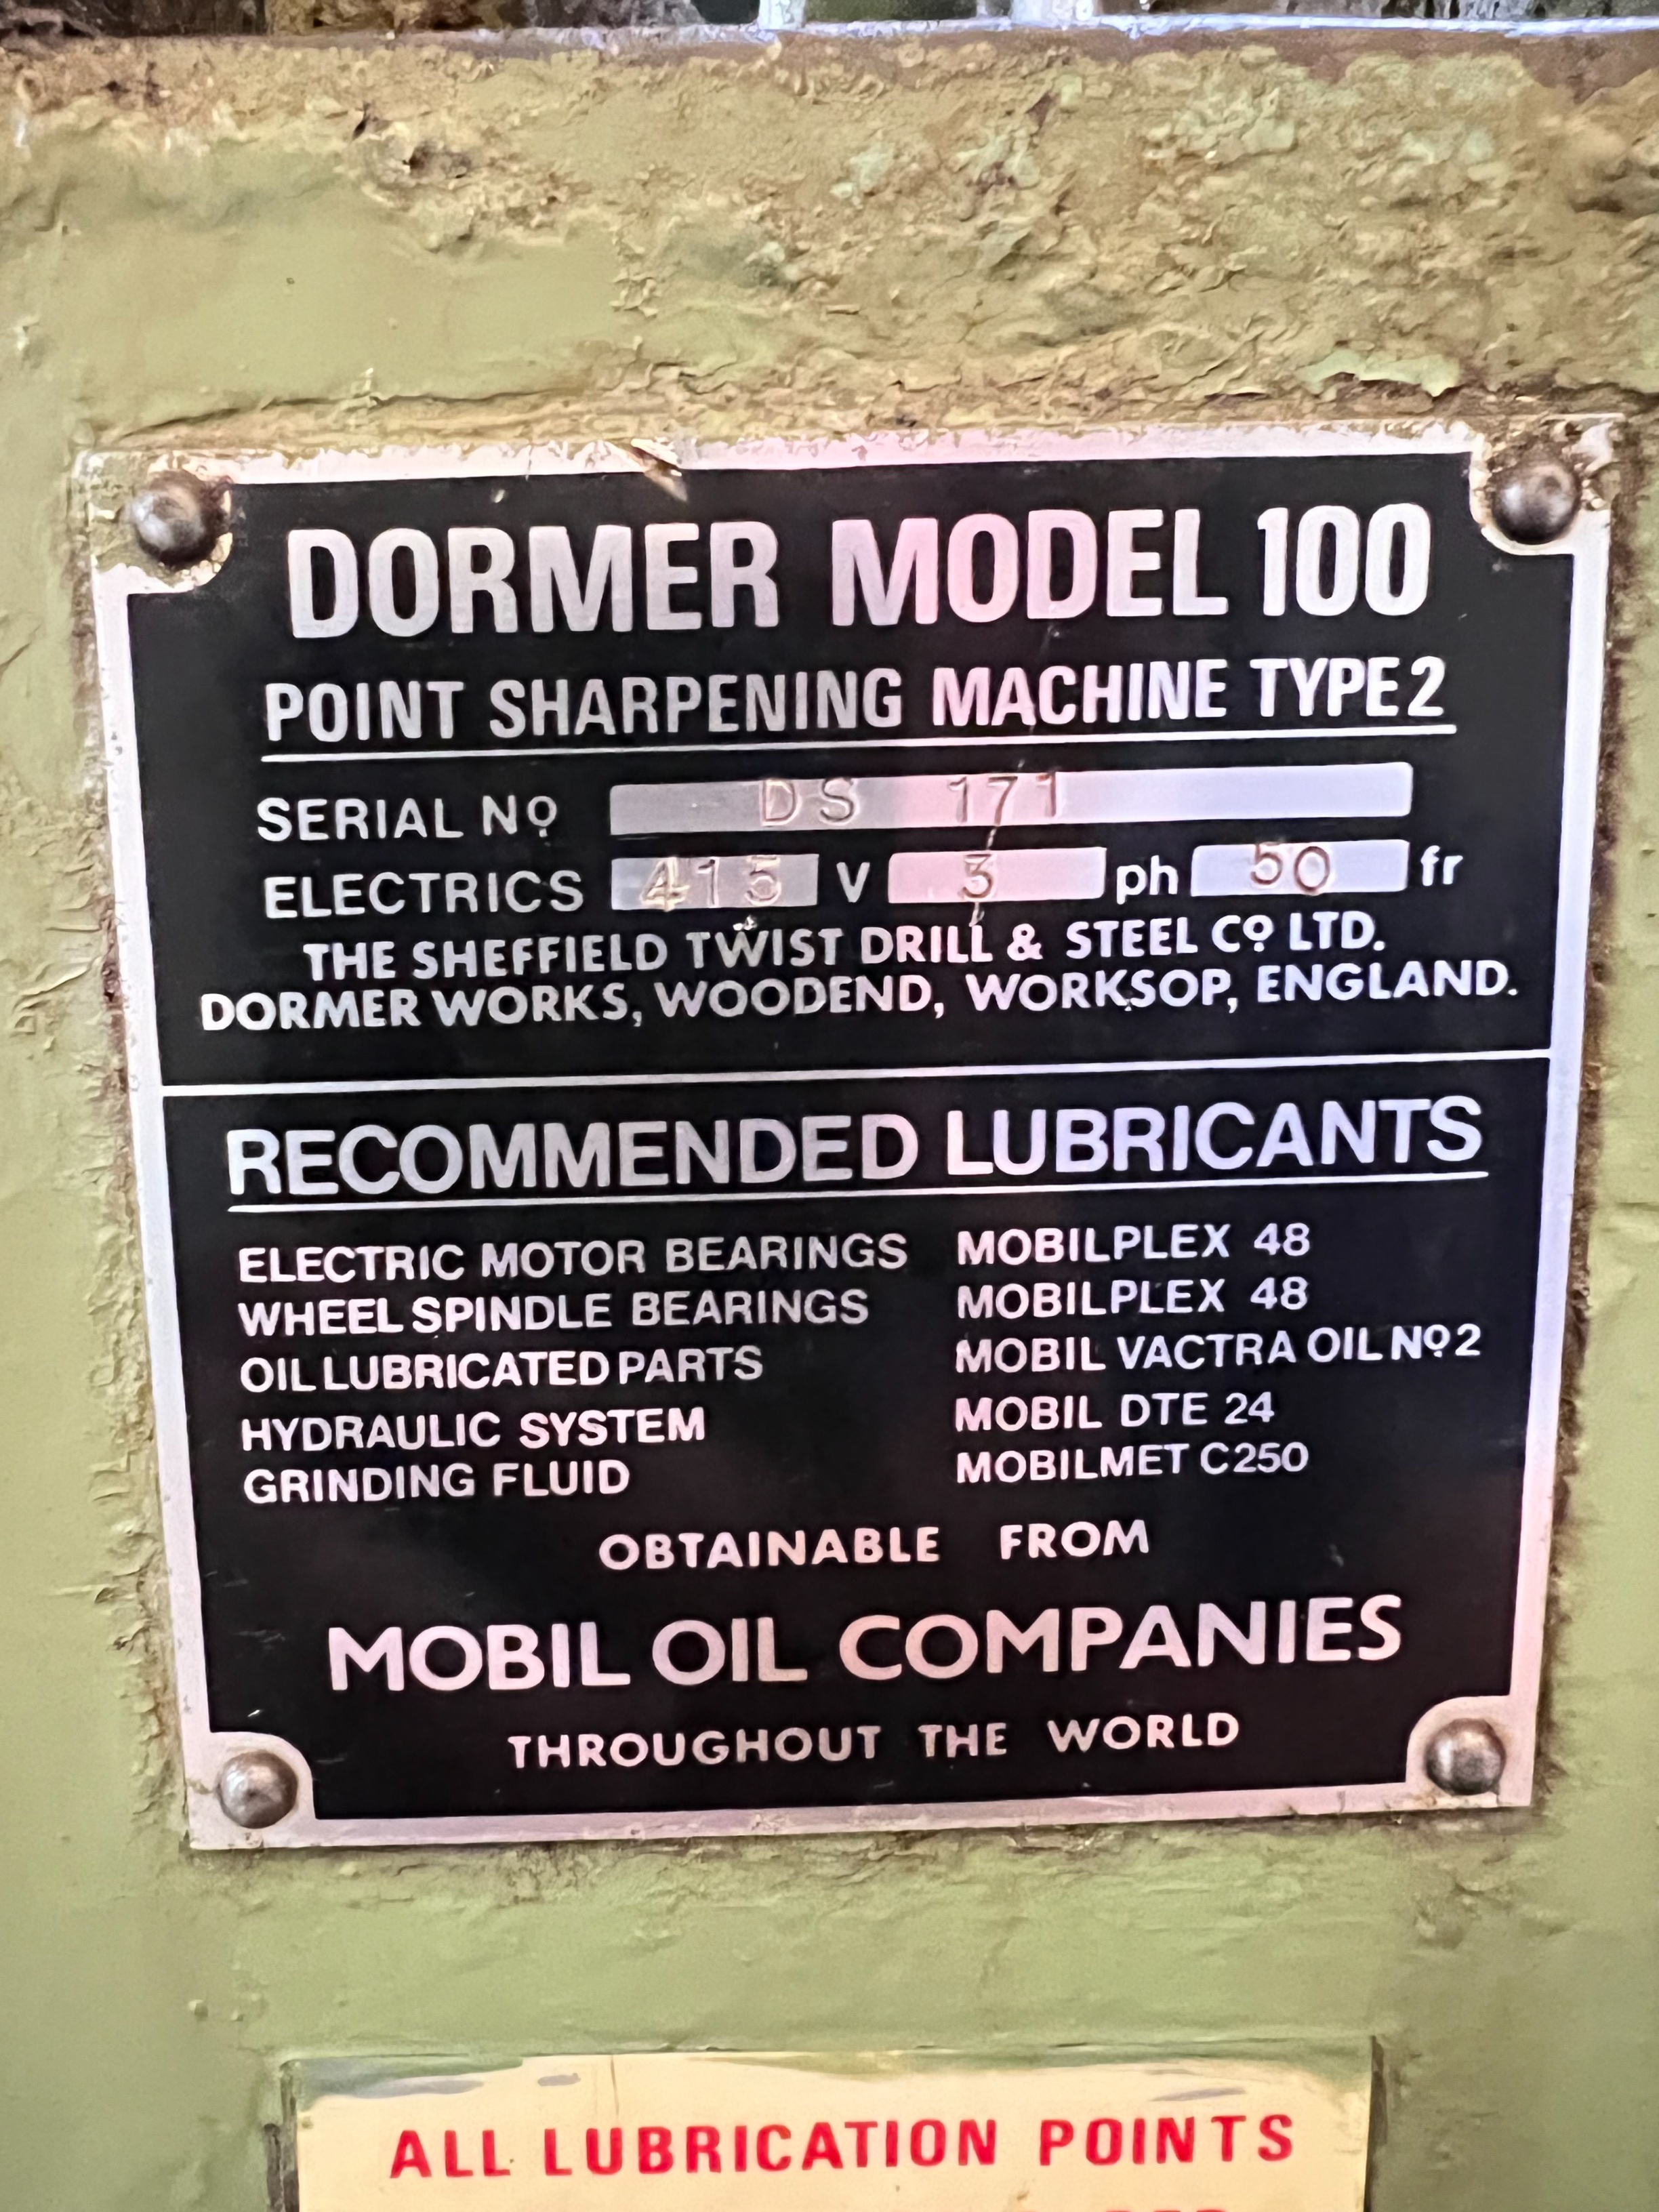 DORMER MODEL 100
POINT SHARPENING MACHINE TYPE 2
SERIAL Nº DS 171
ELECTRICS 415 V 3 ph 50 fr
THE SHEFFIELD TWIST DRILL & STEEL Cº LTD.
DORMER WORKS, WOODEND, WORKSOP, ENGLAND.
RECOMMENDED LUBRICANTS
ELECTRIC MOTOR BEARINGS MOBILPLEX 48
WHEEL SPINDLE BEARINGS MOBILPLEX 48
OIL LUBRICATED PARTS MOBIL VACTRA OIL Nº 2
HYDRAULIC SYSTEM MOBIL DTE 24
GRINDING FLUID MOBILMET C250
OBTAINABLE FROM
MOBIL OIL COMPANIES
THROUGHOUT THE WORLD
ALL LUBRICATION POINTS